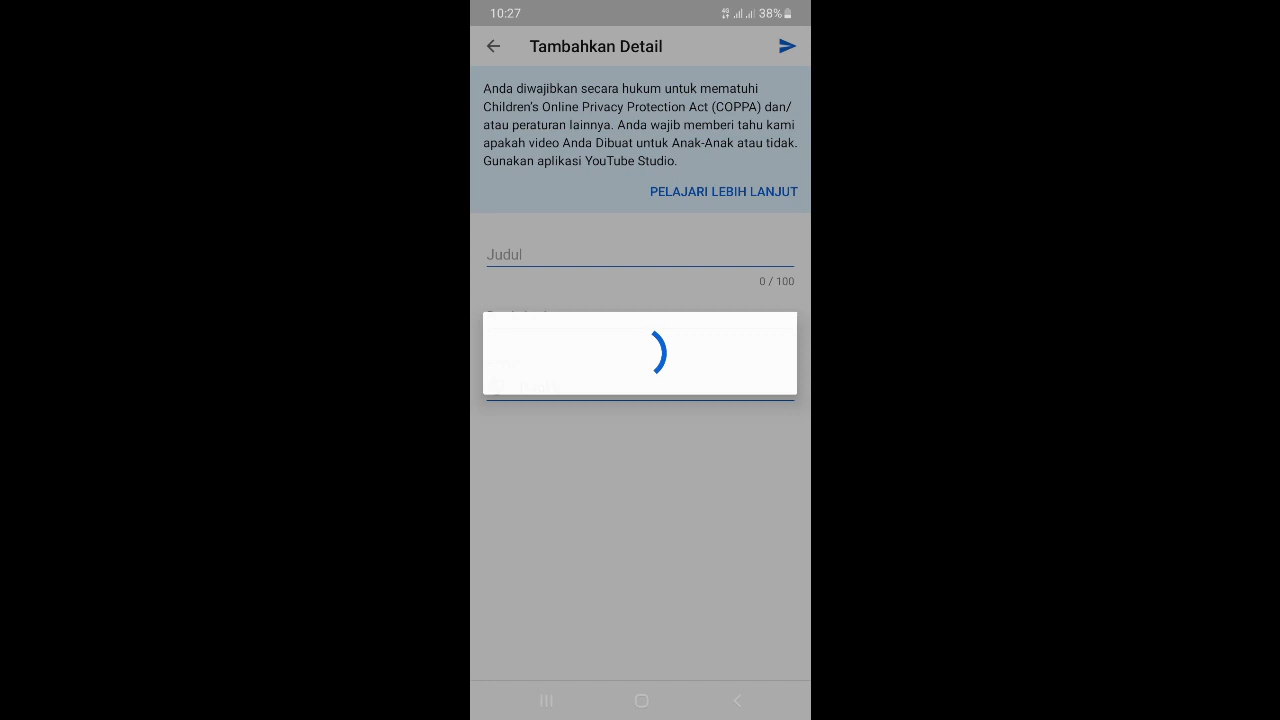 10:27
4G
38%
Tambahkan Detail
Anda diwajibkan secara hukum untuk mematuhi
Children's Online Privacy Protection Act (COPPA) dan/
atau peraturan lainnya. Anda wajib memberi tahu kami
apakah video Anda Dibuat untuk Anak-Anak atau tidak.
Gunakan aplikasi YouTube Studio.
PELAJARI LEBIH LANJUT
Judul
0 / 100